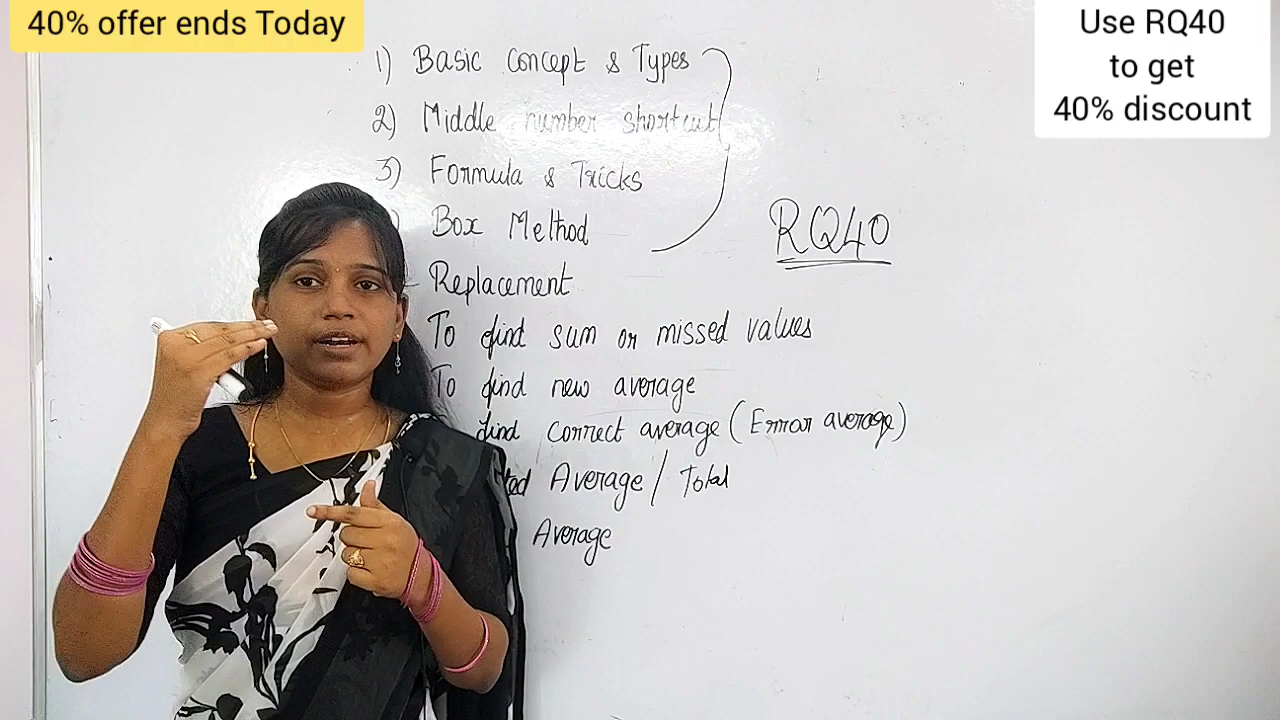 40% offer ends Today
Use RQ40
to get
40% discount
1) Basic Concept & Types
2) Middle number shortcut
3) Formula & Tricks
) Box Method
RQ40
Replacement
To find sum or missed values
To find new average
find correct average (Error average)
ted Average / Total
Average